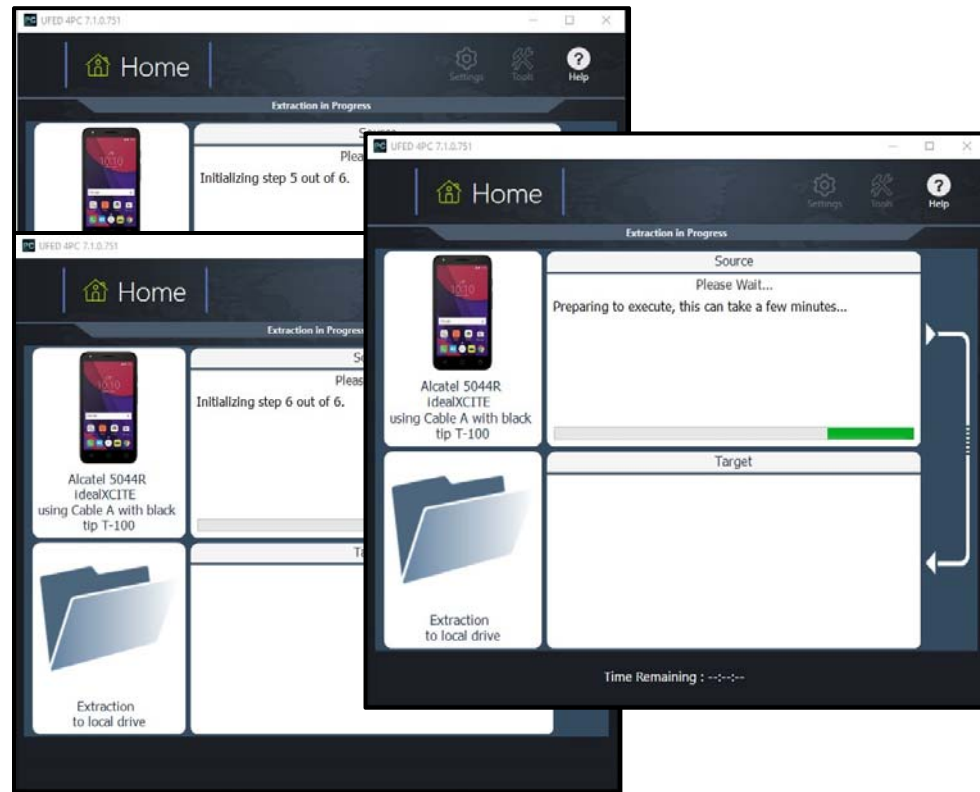 UFED 4PC 7.1.0.751
Home
Settings
Tools
Help
Extraction in Progress
Initializing step 5 out of 6.
UFED 4PC 7.1.0.751
Home
Extraction in Progress
Initializing step 6 out of 6.
Alcatel 5044R
idealXCITE
using Cable A with black
tip T-100
Extraction
to local drive
UFED 4PC 7.1.0.751
Home
Settings
Tools
Help
Extraction in Progress
Source
Please Wait...
Preparing to execute, this can take a few minutes...
Alcatel 5044R
idealXCITE
using Cable A with black
tip T-100
Target
Extraction
to local drive
Time Remaining : --:--:--